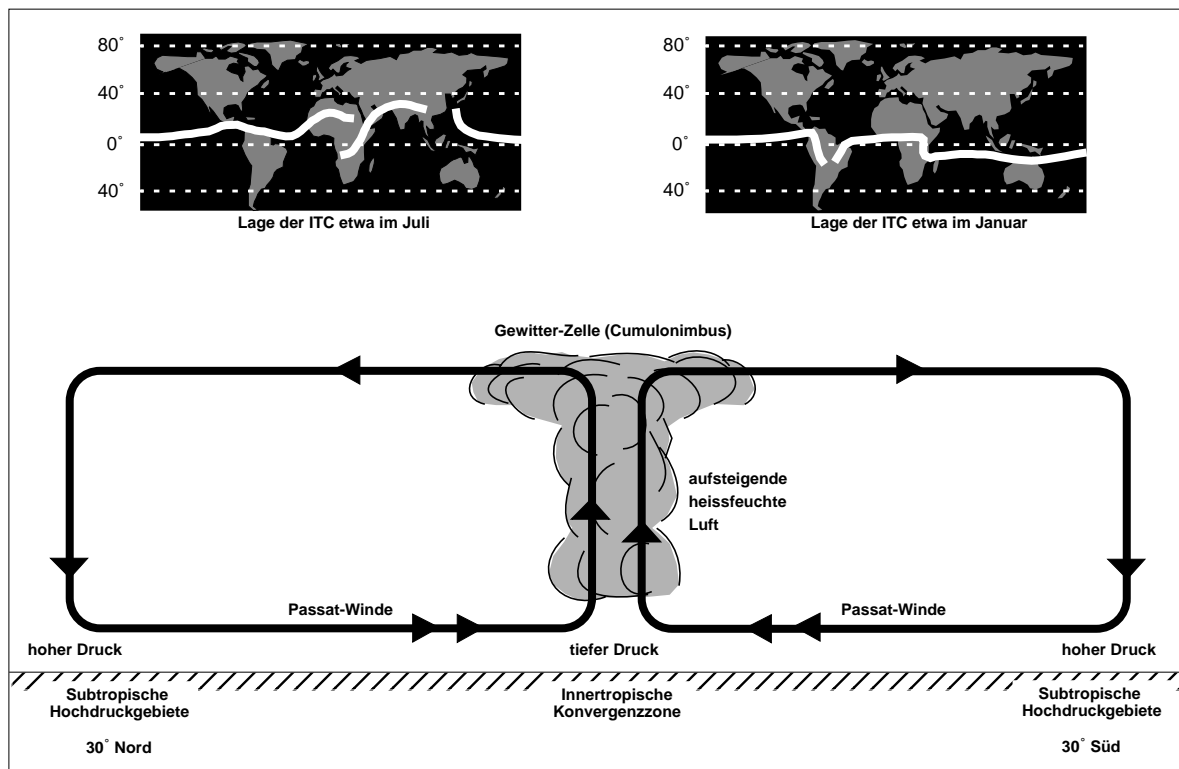 80°
40°
0°
40°
Lage der ITC etwa im Juli
80°
40°
0°
40°
Lage der ITC etwa im Januar
Gewitter-Zelle (Cumulonimbus)
aufsteigende
heissfeuchte
Luft
Passat-Winde
Passat-Winde
hoher Druck
tiefer Druck
hoher Druck
Subtropische
Hochdruckgebiete
30° Nord
Innertropische
Konvergenzzone
Subtropische
Hochdruckgebiete
30° Süd